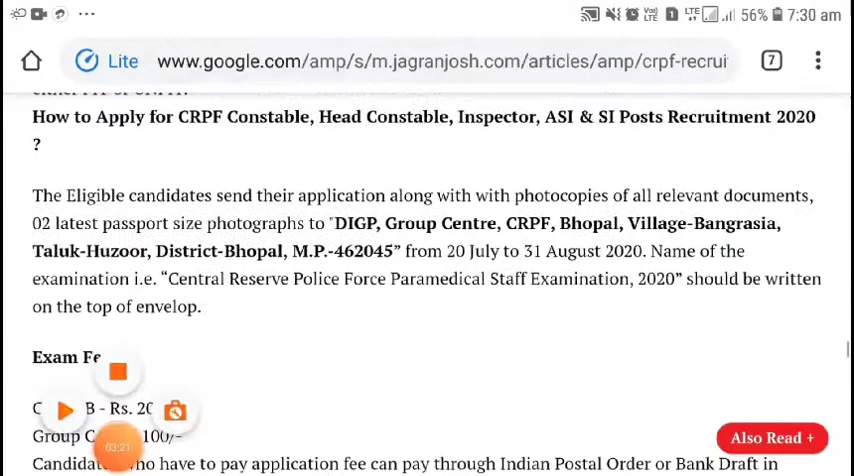 LTE 1 56% 7:30 am
Lite www.google.com/amp/s/m.jagranjosh.com/articles/amp/crpf-recrui 7
How to Apply for CRPF Constable, Head Constable, Inspector, ASI & SI Posts Recruitment 2020
?
The Eligible candidates send their application along with with photocopies of all relevant documents,
02 latest passport size photographs to "DIGP, Group Centre, CRPF, Bhopal, Village-Bangrasia,
Taluk-Huzoor, District-Bhopal, M.P.-462045” from 20 July to 31 August 2020. Name of the
examination i.e. “Central Reserve Police Force Paramedical Staff Examination, 2020” should be written
on the top of envelop.
Exam Fe
B - Rs. 20
Group C 100/-
03:21
Also Read +
Candidat who have to pay application fee can pay through Indian Postal Order or Bank Draft in